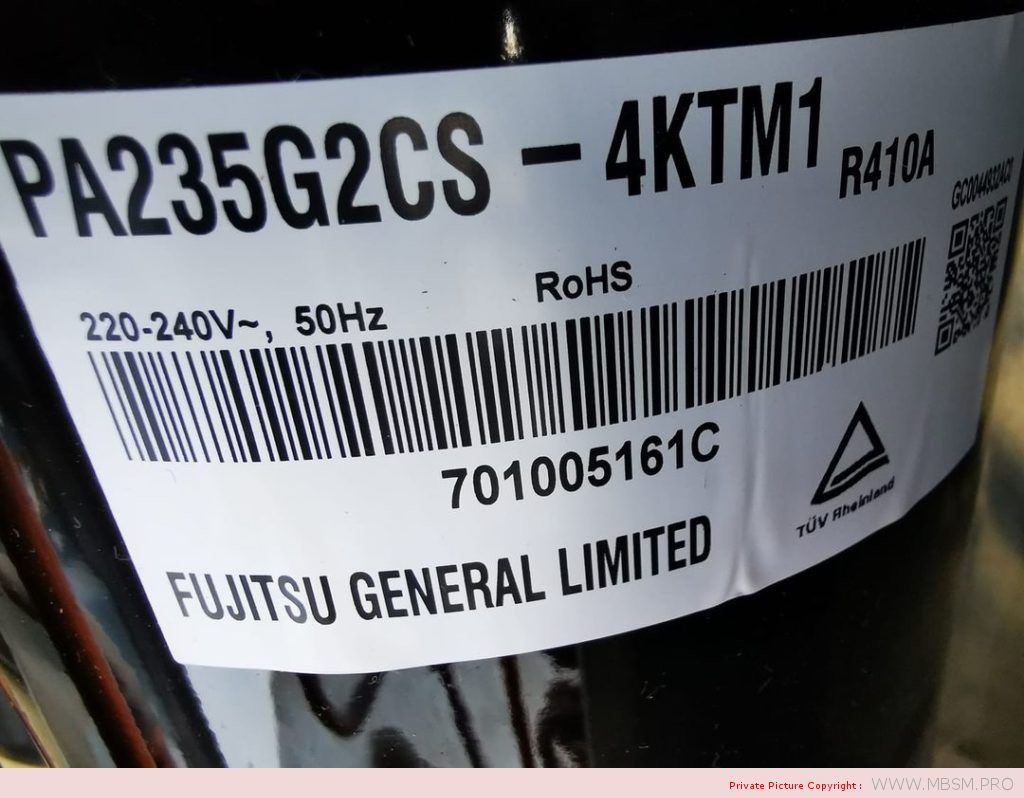 PA235G2CS-4KTM1 R410A
GC0044932AC0
220-240V~, 50Hz RoHS
701005161C
TÜV Rheinland
FUJITSU GENERAL LIMITED
Private Picture Copyright : WWW.MBSM.PRO